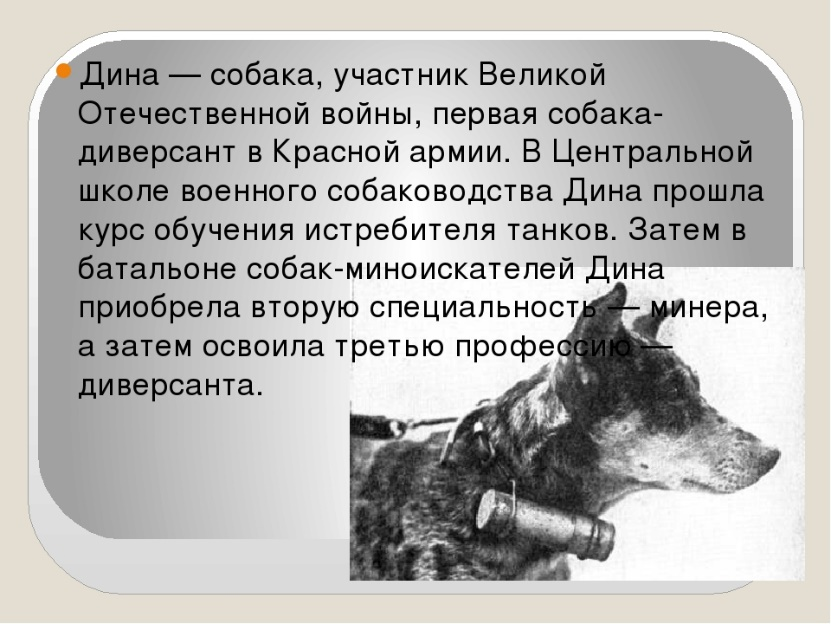 Дина — собака, участник Великой
Отечественной войны, первая собака-
диверсант в Красной армии. В Центральной
школе военного собаководства Дина прошла
курс обучения истребителя танков. Затем в
батальоне собак-миноискателей Дина
приобрела вторую специальность — минера,
а затем освоила третью профессию —
диверсанта.